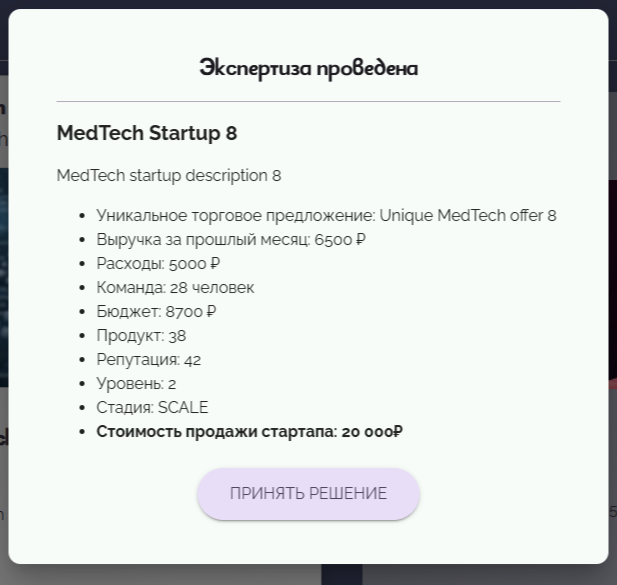 Экспертиза проведена
MedTech Startup 8
MedTech startup description 8
Уникальное торговое предложение: Unique MedTech offer 8
Выручка за прошлый месяц: 6500 ₽
Расходы: 5000 ₽
Команда: 28 человек
Бюджет: 8700 ₽
Продукт: 38
Репутация: 42
Уровень: 2
Стадия: SCALE
Стоимость продажи стартапа: 20 000₽
ПРИНЯТЬ РЕШЕНИЕ